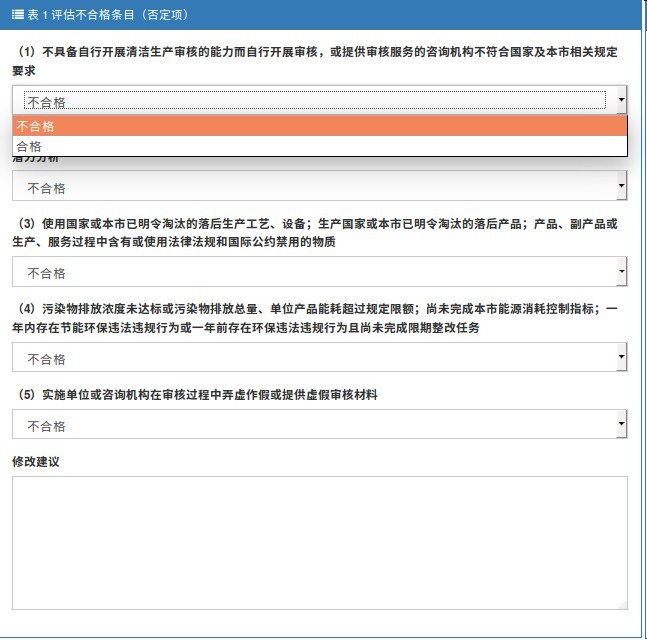 表 1 评估不合格条目（否定项）
（1）不具备自行开展清洁生产审核的能力而自行开展审核，或提供审核服务的咨询机构不符合国家及本市相关规定
要求
不合格
不合格
合格
潜力分析
不合格
（3）使用国家或本市已明令淘汰的落后生产工艺、设备；生产国家或本市已明令淘汰的落后产品；产品、副产品或
生产、服务过程中含有或使用法律法规和国际公约禁用的物质
不合格
（4）污染物排放浓度未达标或污染物排放总量、单位产品能耗超过规定限额；尚未完成本市能源消耗控制指标；一
年内存在节能环保违法违规行为或一年前存在环保违法违规行为且尚未完成限期整改任务
不合格
（5）实施单位或咨询机构在审核过程中弄虚作假或提供虚假审核材料
不合格
修改建议